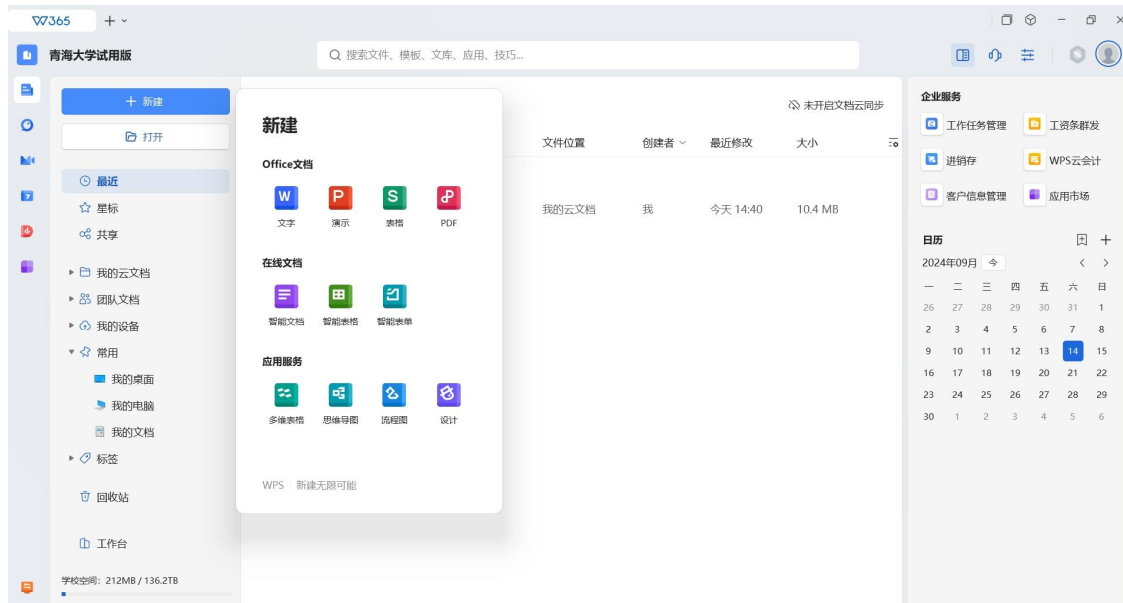 365
青海大学试用版
搜索文件、模板、文库、应用、技巧...
新建
打开
最近
星标
共享
我的云文档
团队文档
我的设备
常用
我的桌面
我的电脑
我的文档
标签
回收站
工作台
学校空间：212MB / 136.2TB
新建
Office文档
W P S
文字 演示 表格 PDF
在线文档
智能文档 智能表格 智能表单
应用服务
多维表格 思维导图 流程图 设计
WPS 新建无限可能
未开启文档云同步
文件位置 创建者 最近修改 大小
我的云文档 我 今天 14:40 10.4 MB
企业服务
工作任务管理 工资条群发
进销存 WPS云会计
客户信息管理 应用市场
日历
2024年09月 今
一 二 三 四 五 六 日
26 27 28 29 30 31 1
2 3 4 5 6 7 8
9 10 11 12 13 14 15
16 17 18 19 20 21 22
23 24 25 26 27 28 29
30 1 2 3 4 5 6